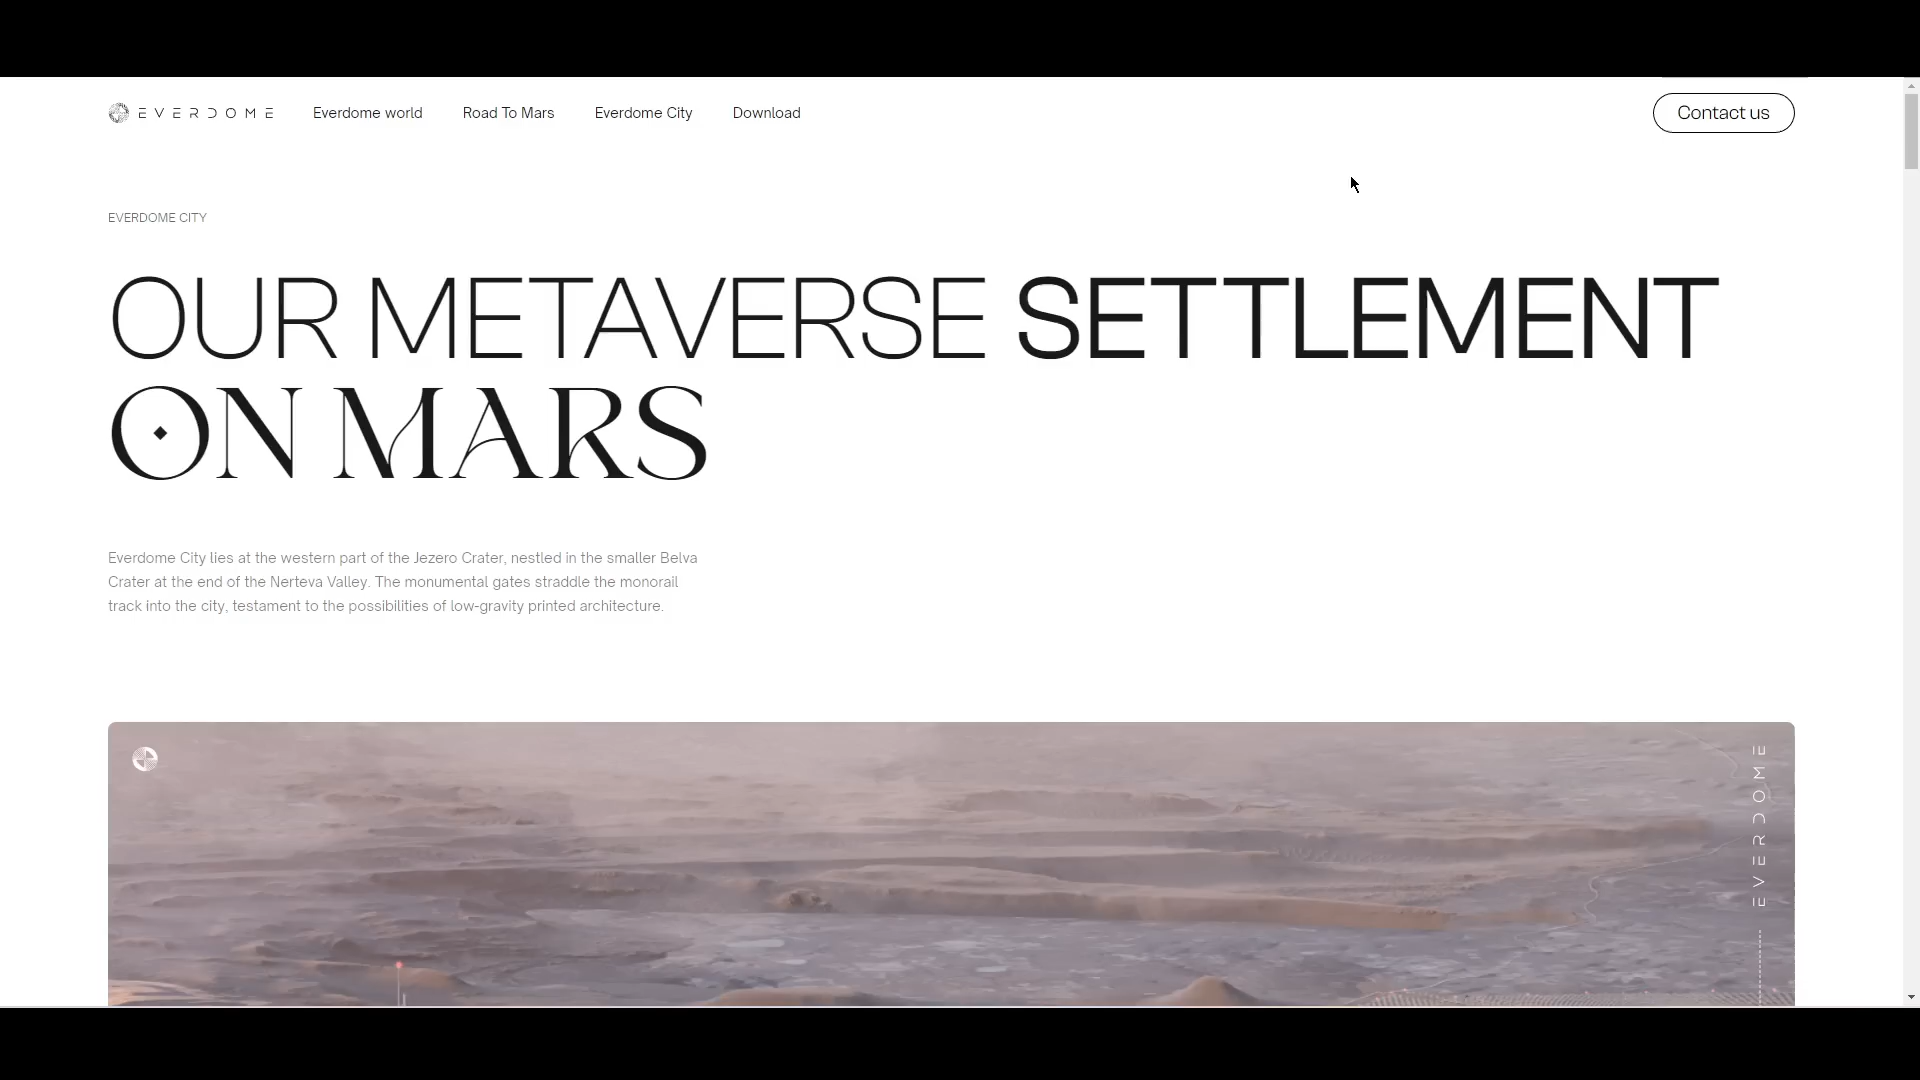 EVERDOME Everdome world Road To Mars Everdome City Download Contact us
EVERDOME CITY
OUR METAVERSE SETTLEMENT
ON MARS
Everdome City lies at the western part of the Jezero Crater, nestled in the smaller Belva
Crater at the end of the Nerteva Valley. The monumental gates straddle the monorail
track into the city, testament to the possibilities of low-gravity printed architecture.
EVERDOME